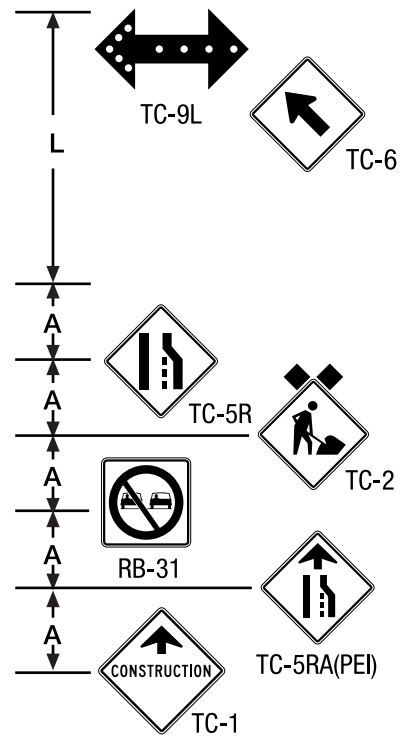 TC-9L
TC-6
L
A
TC-5R
A
TC-2
A
RB-31
A
TC-5RA(PEI)
A
CONSTRUCTION
TC-1